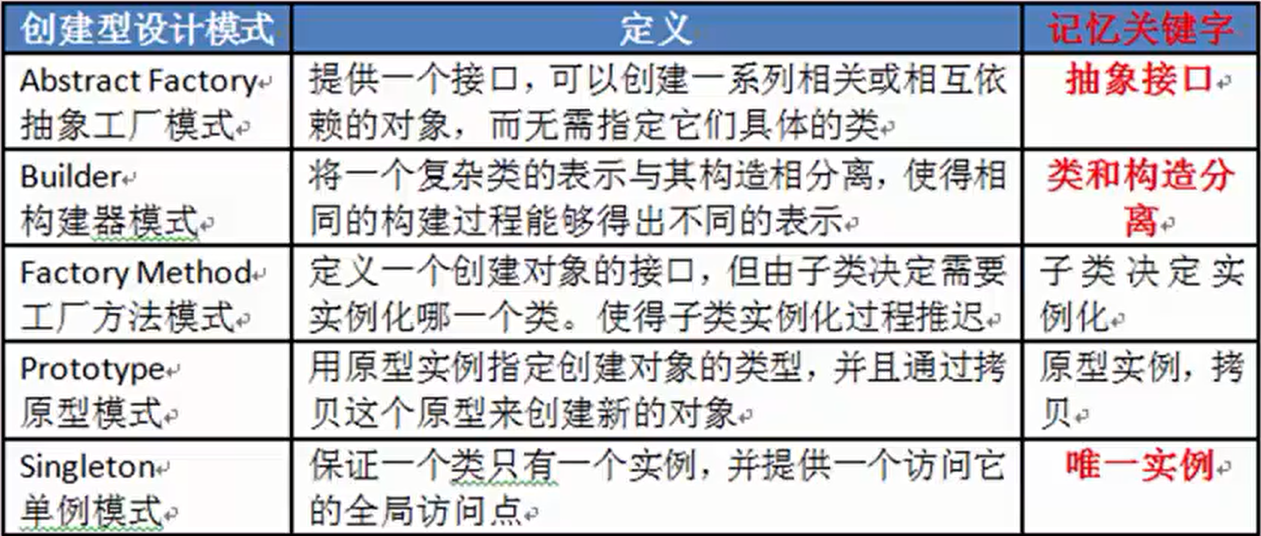 创建型设计模式 定义 记忆关键字
Abstract Factory 提供一个接口，可以创建一系列相关或相互依 抽象接口
抽象工厂模式 赖的对象，而无需指定它们具体的类
Builder 将一个复杂类的表示与其构造相分离，使得相 类和构造分
构建器模式 同的构建过程能够得出不同的表示 离
Factory Method 定义一个创建对象的接口，但由子类决定需要 子类决定实
工厂方法模式 实例化哪一个类。使得子类实例化过程推迟 例化
Prototype 用原型实例指定创建对象的类型，并且通过拷 原型实例，拷
原型模式 贝这个原型来创建新的对象 贝
Singleton 保证一个类只有一个实例，并提供一个访问它 唯一实例
单例模式 的全局访问点